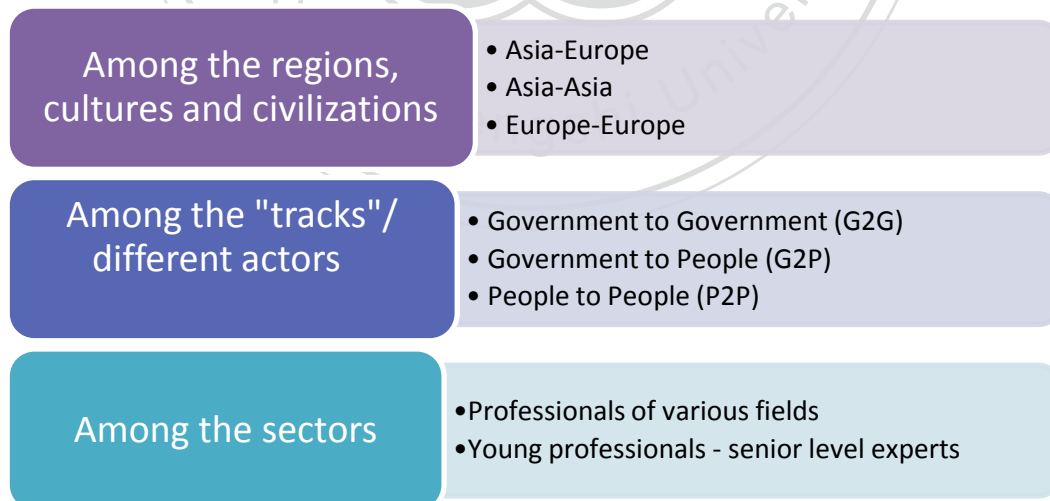 Among the regions,
cultures and civilizations
• Asia-Europe
• Asia-Asia
• Europe-Europe
Among the "tracks"/
different actors
• Government to Government (G2G)
• Government to People (G2P)
• People to People (P2P)
Among the sectors
•Professionals of various fields
•Young professionals - senior level experts